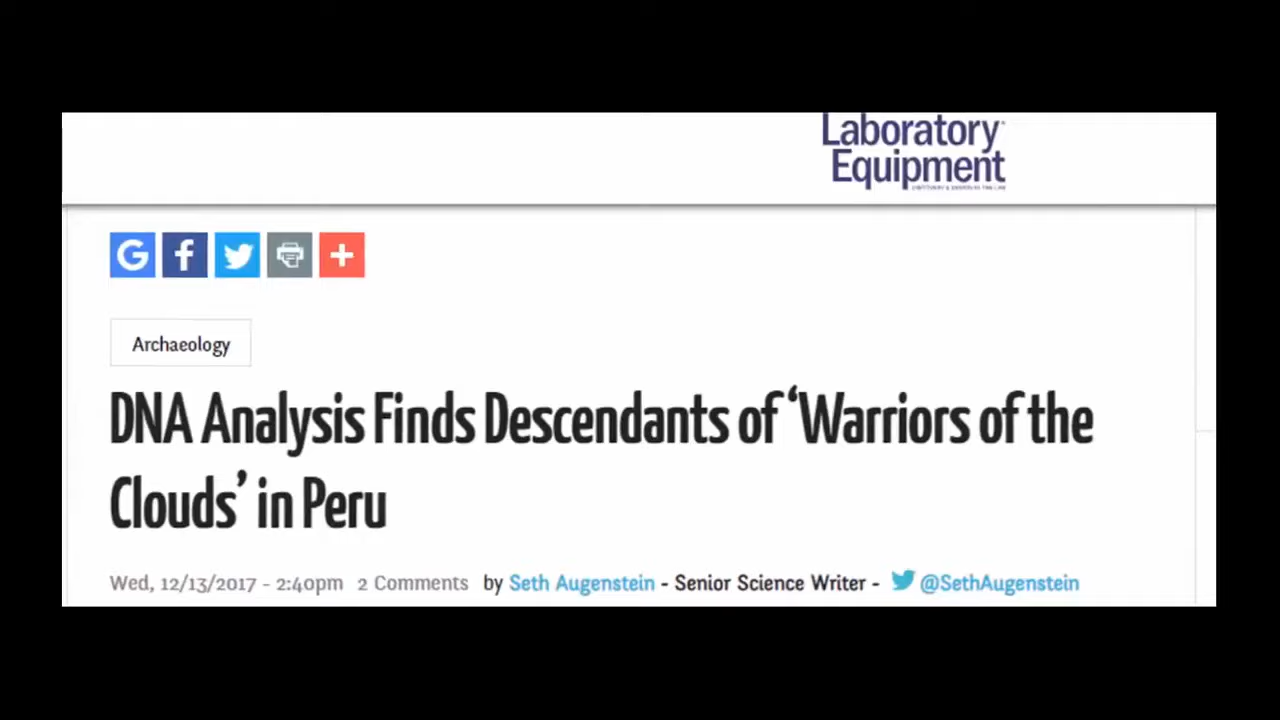 Laboratory
Equipment
Archaeology
DNA Analysis Finds Descendants of ‘Warriors of the
Clouds’ in Peru
Wed, 12/13/2017 - 2:40pm 2 Comments by Seth Augenstein - Senior Science Writer - @SethAugenstein